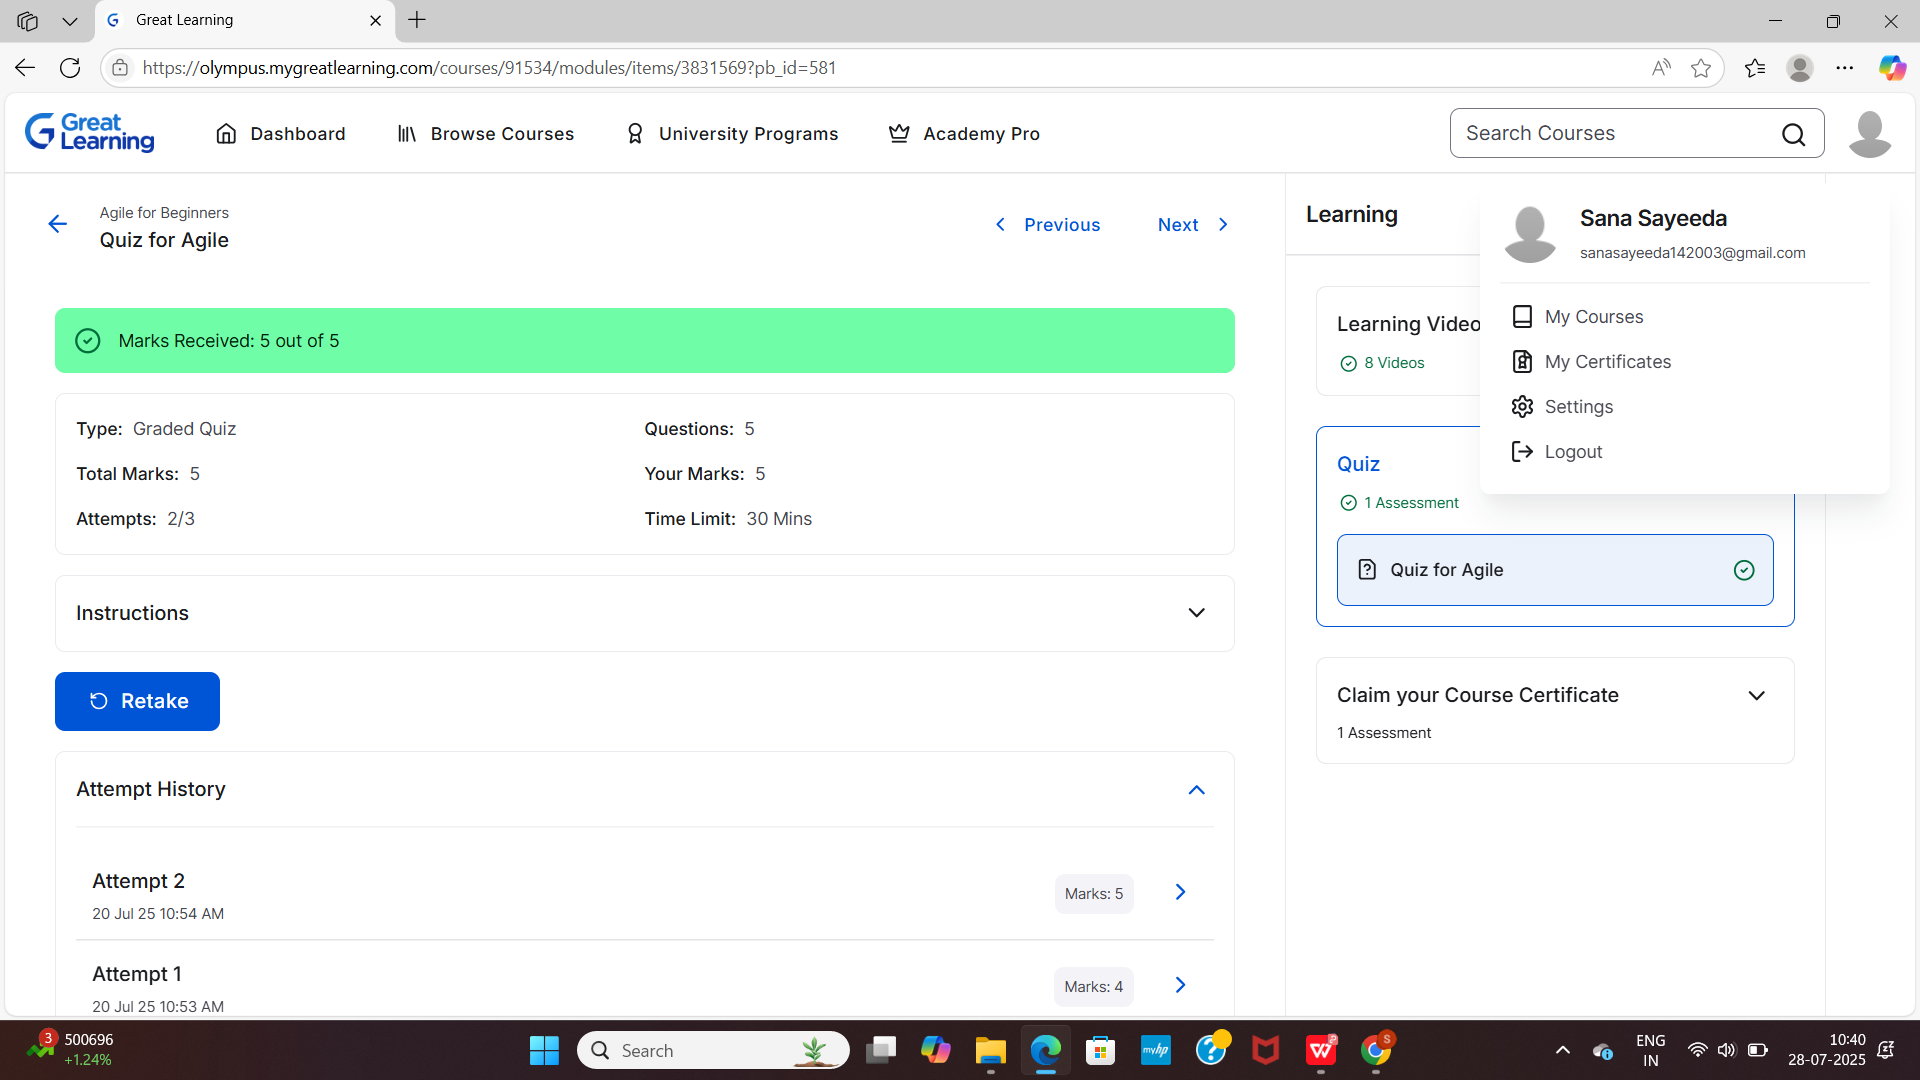 Great Learning
https://olympus.mygreatlearning.com/courses/91534/modules/items/3831569?pb_id=581
Great
Learning
Dashboard
Browse Courses
University Programs
Academy Pro
Search Courses
Agile for Beginners
Quiz for Agile
Previous
Next
Marks Received: 5 out of 5
Type: Graded Quiz
Questions: 5
Total Marks: 5
Your Marks: 5
Attempts: 2/3
Time Limit: 30 Mins
Instructions
Retake
Attempt History
Attempt 2
20 Jul 25 10:54 AM
Marks: 5
Attempt 1
20 Jul 25 10:53 AM
Marks: 4
Learning
Learning Video
8 Videos
Quiz
1 Assessment
Quiz for Agile
Claim your Course Certificate
1 Assessment
Sana Sayeeda
sanasayeeda142003@gmail.com
My Courses
My Certificates
Settings
Logout
3
500696
+1.24%
Search
myhp
W
S
ENG
IN
10:40
28-07-2025